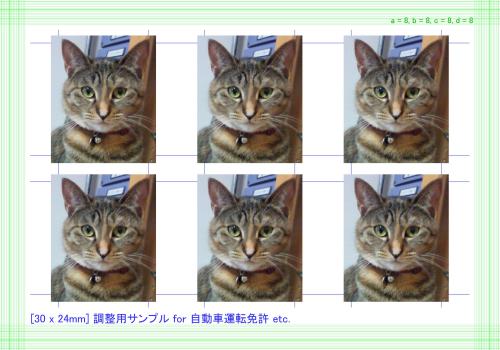 a = 8, b = 8, c = 8, d = 8
[30 x 24mm] 調整用サンプル for 自動車運転免許 etc.